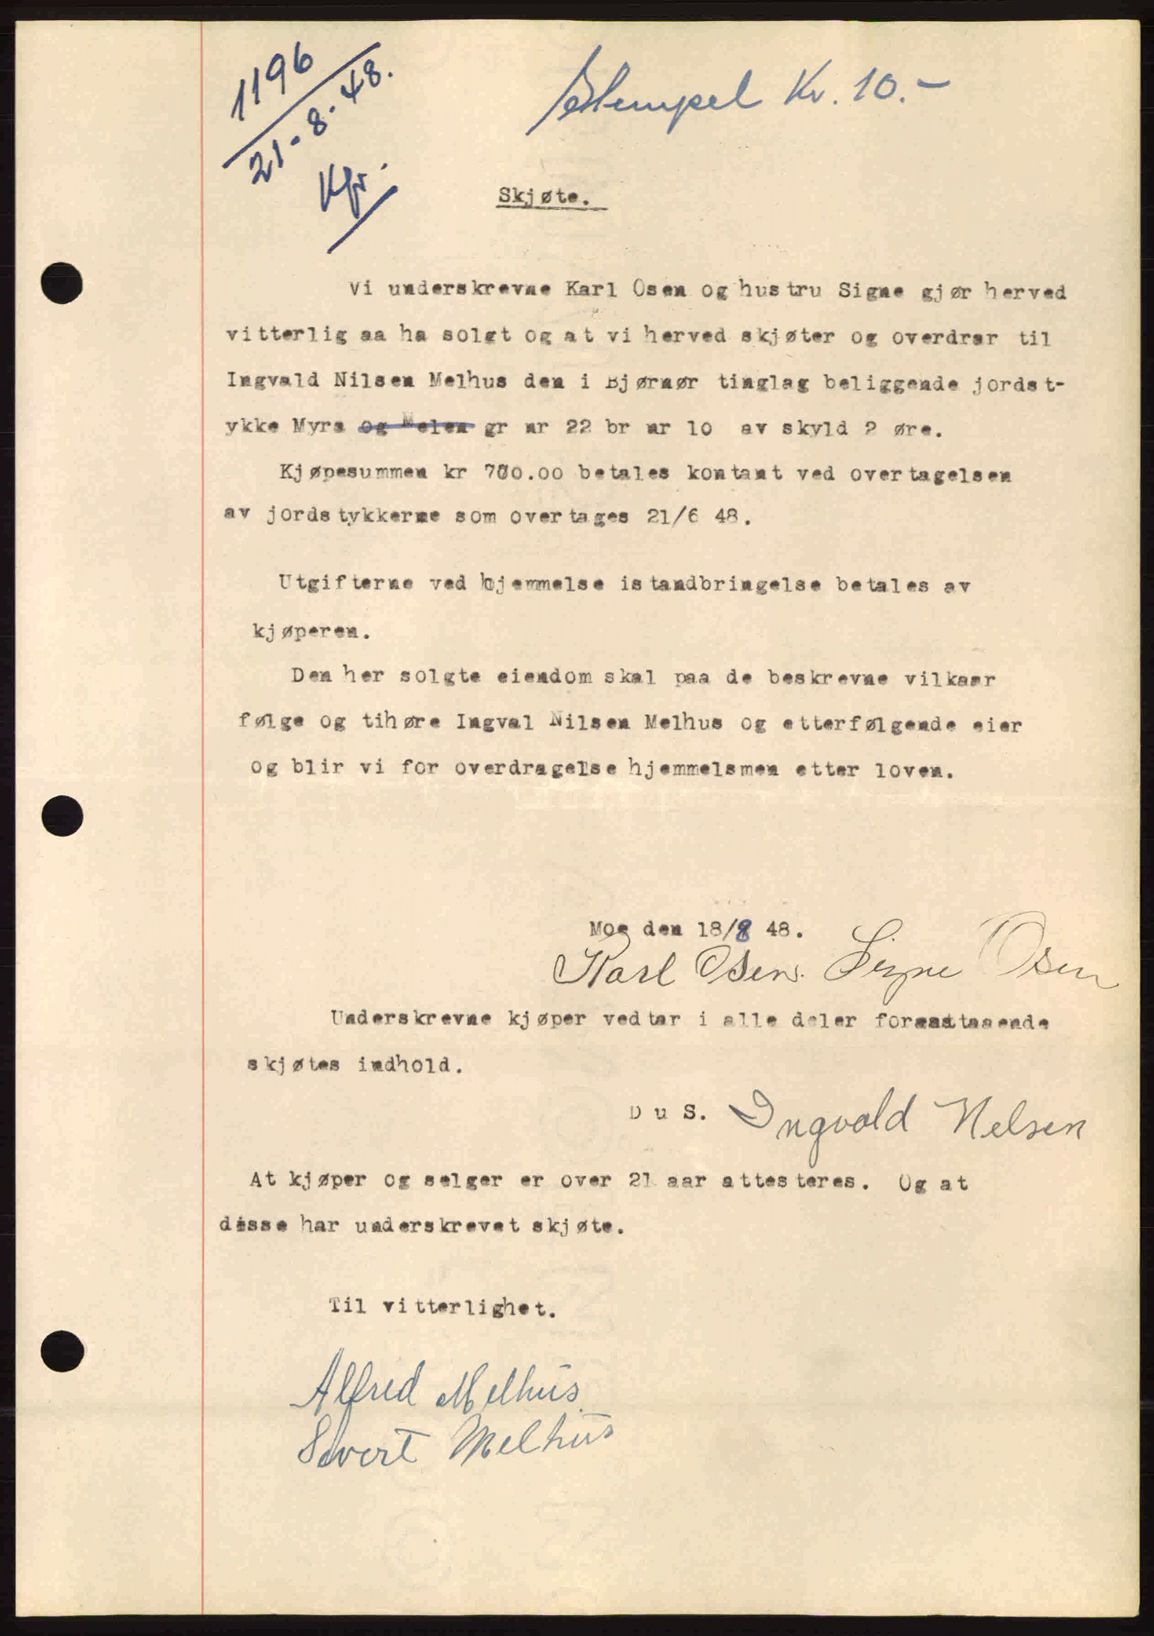 1196
21-8-48.
Kfr.
Stempel Kr. 10.-
Skjøte.
Vi underskrevne Karl Osen og hustru Signe gjør herved
vitterlig aa ha solgt og at vi herved skjøter og overdrar til
Ingvald Nilsen Melhus den i Bjørnør tinglag beliggende jordst-
ykke Myra og Melen gr nr 22 br nr 10 av skyld 2 øre.
Kjøpesummen kr 700.00 betales kontant ved overtagelsen
av jordstykkerne som overtages 21/6 48.
Utgifterne ved hjemmelse istandbringelse betales av
kjøperen.
Den her solgte eiendom skal paa de beskrevne vilkaar
følge og tihøre Ingval Nilsen Melhus og etterfølgende eier
og blir vi for overdragelse hjemmelsmen etter loven.
Moe den 18/8 48.
Karl Osen. Signe Osen
Underskrevne kjøper vedtar i alle deler
skjøtes indhold.
D u S. Ingvald Nelsen
At kjøper og selger er over 21 aar attesteres. Og at
disse har underskrevet skjøte.
Til vitterlighet.
Alfred Melhus.
Sivert Melhus